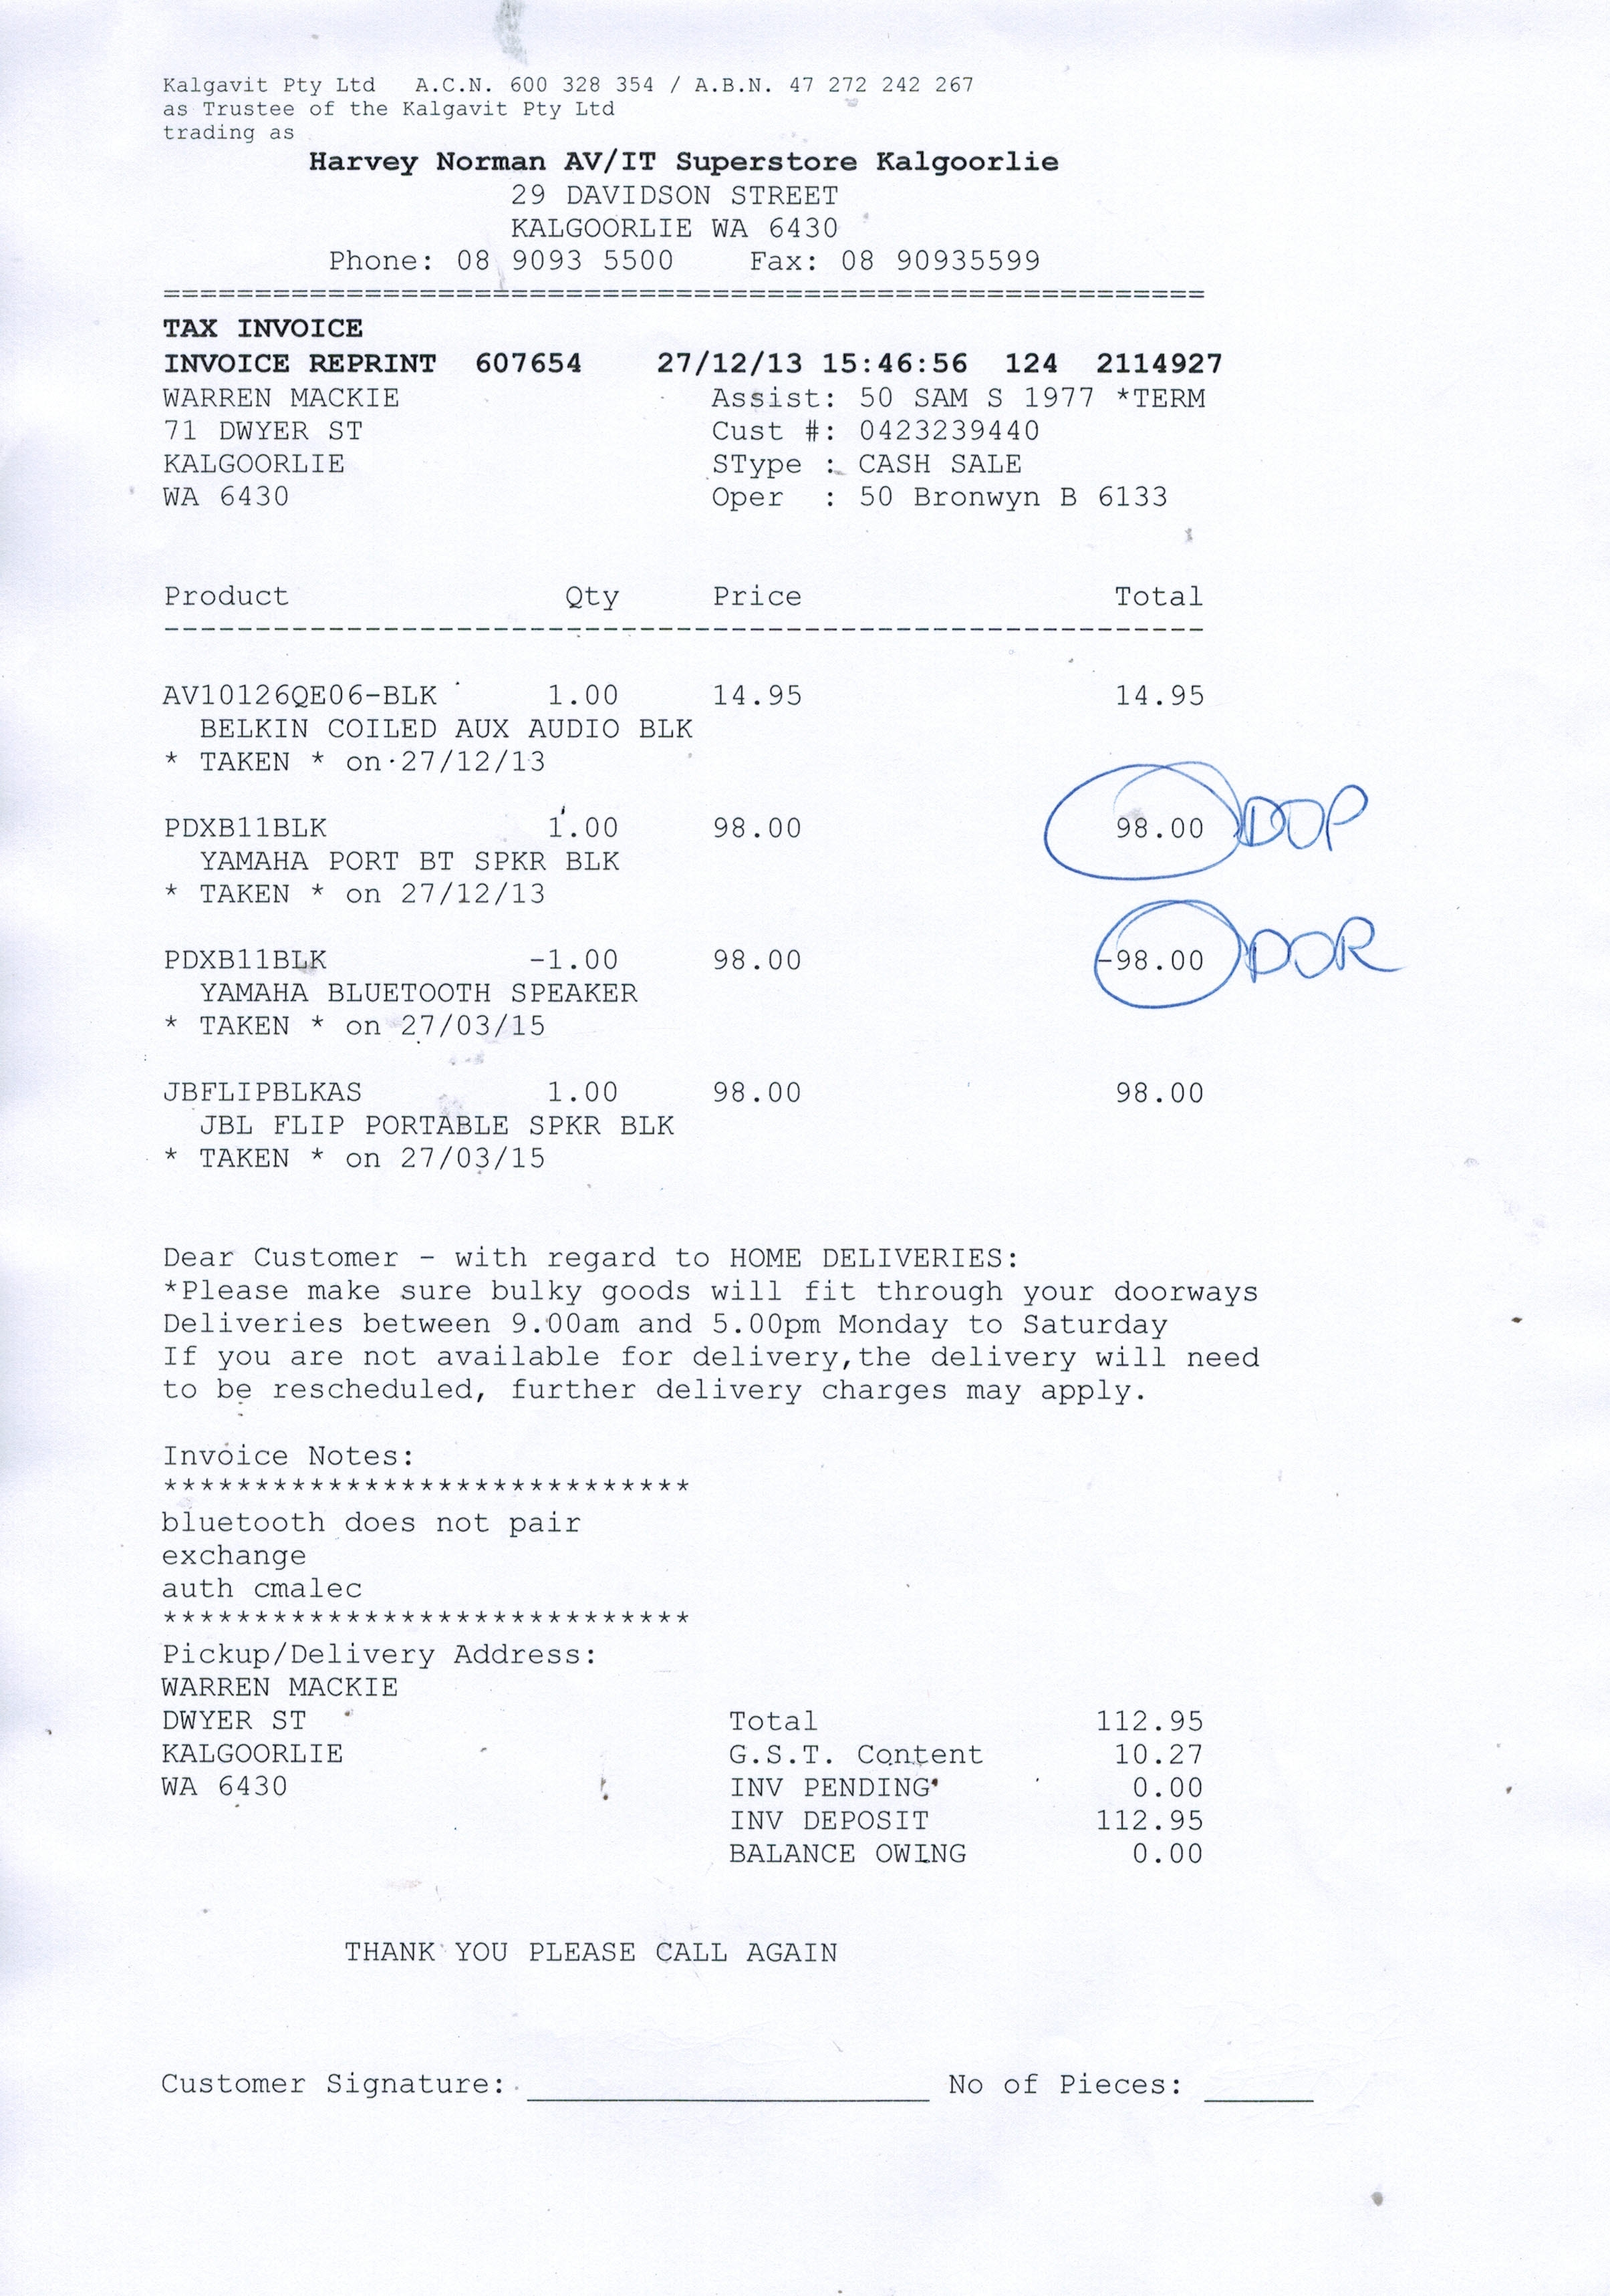 Kalgavit Pty Ltd   A.C.N. 600 328 354 / A.B.N. 47 272 242 267
as Trustee of the Kalgavit Pty Ltd
trading as
Harvey Norman AV/IT Superstore Kalgoorlie
29 DAVIDSON STREET
KALGOORLIE WA 6430
Phone: 08 9093 5500    Fax: 08 90935599
=========================================================
TAX INVOICE
INVOICE REPRINT  607654    27/12/13 15:46:56  124  2114927
WARREN MACKIE    Assist: 50 SAM S 1977 *TERM
71 DWYER ST    Cust #: 0423239440
KALGOORLIE    SType : CASH SALE
WA 6430    Oper  : 50 Bronwyn B 6133
Product    Qty    Price    Total
---------------------------------------------------------
AV10126QE06-BLK    1.00    14.95    14.95
BELKIN COILED AUX AUDIO BLK
* TAKEN * on 27/12/13
PDXB11BLK    1.00    98.00    98.00 DOP
YAMAHA PORT BT SPKR BLK
* TAKEN * on 27/12/13
PDXB11BLK    -1.00    98.00    -98.00 DOR
YAMAHA BLUETOOTH SPEAKER
* TAKEN * on 27/03/15
JBFLIPBLKAS    1.00    98.00    98.00
JBL FLIP PORTABLE SPKR BLK
* TAKEN * on 27/03/15
Dear Customer - with regard to HOME DELIVERIES:
*Please make sure bulky goods will fit through your doorways
Deliveries between 9.00am and 5.00pm Monday to Saturday
If you are not available for delivery,the delivery will need
to be rescheduled, further delivery charges may apply.
Invoice Notes:
*****************************
bluetooth does not pair
exchange
auth cmalec
*****************************
Pickup/Delivery Address:
WARREN MACKIE
DWYER ST    Total    112.95
KALGOORLIE    G.S.T. Content    10.27
WA 6430    INV PENDING    0.00
INV DEPOSIT    112.95
BALANCE OWING    0.00
THANK YOU PLEASE CALL AGAIN
Customer Signature: ______________________ No of Pieces: ______